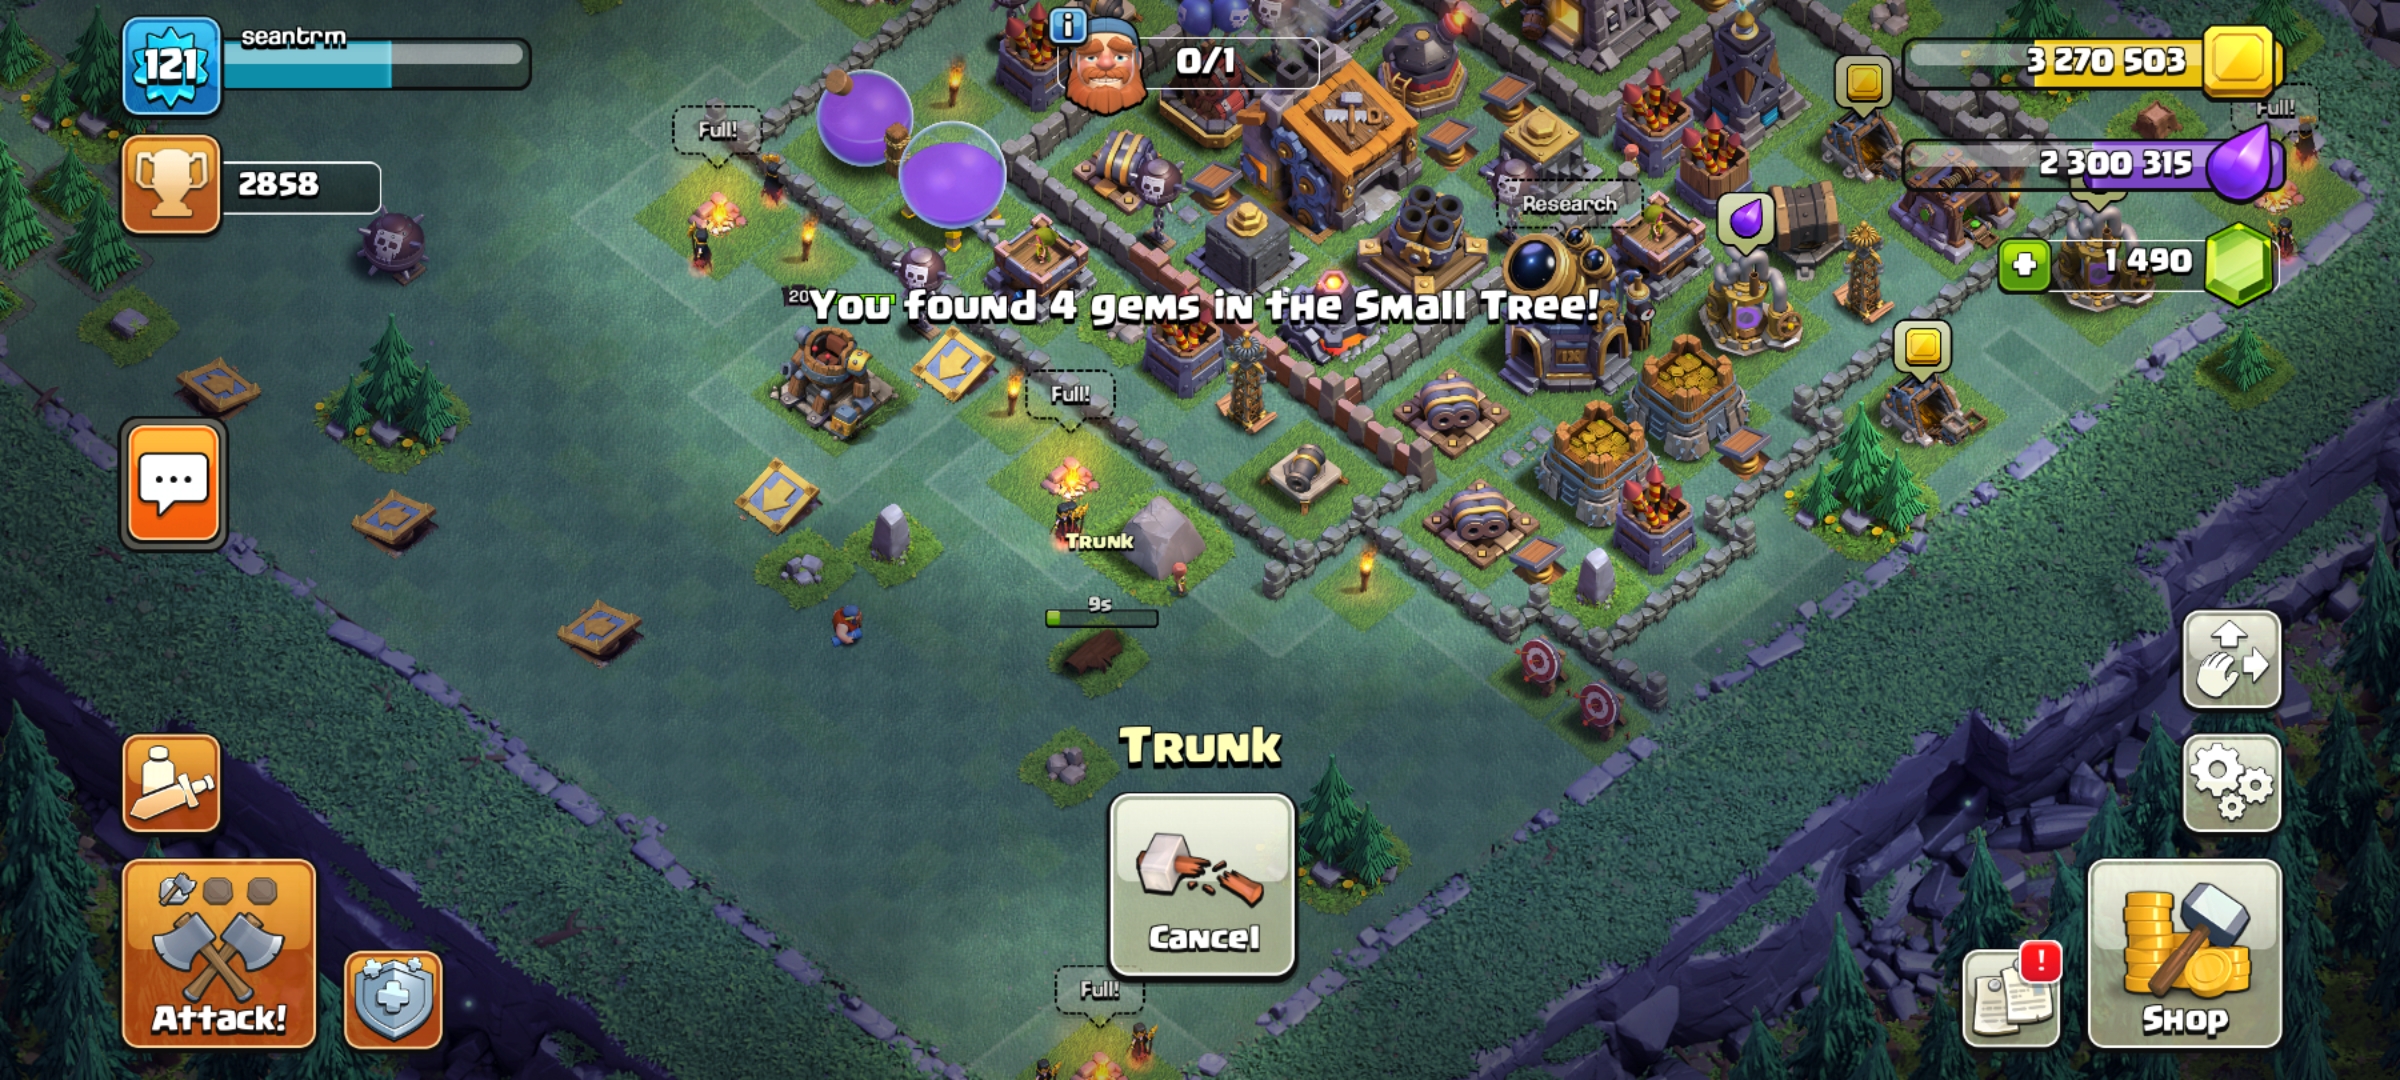 121
seantrm
0/1
3 270 503
Full!
Full!
2858
2 300 315
Research
1 490
You found 4 gems in the Small Tree!
Full!
Trunk
9s
Trunk
Cancel
Full!
Attack!
!
Shop